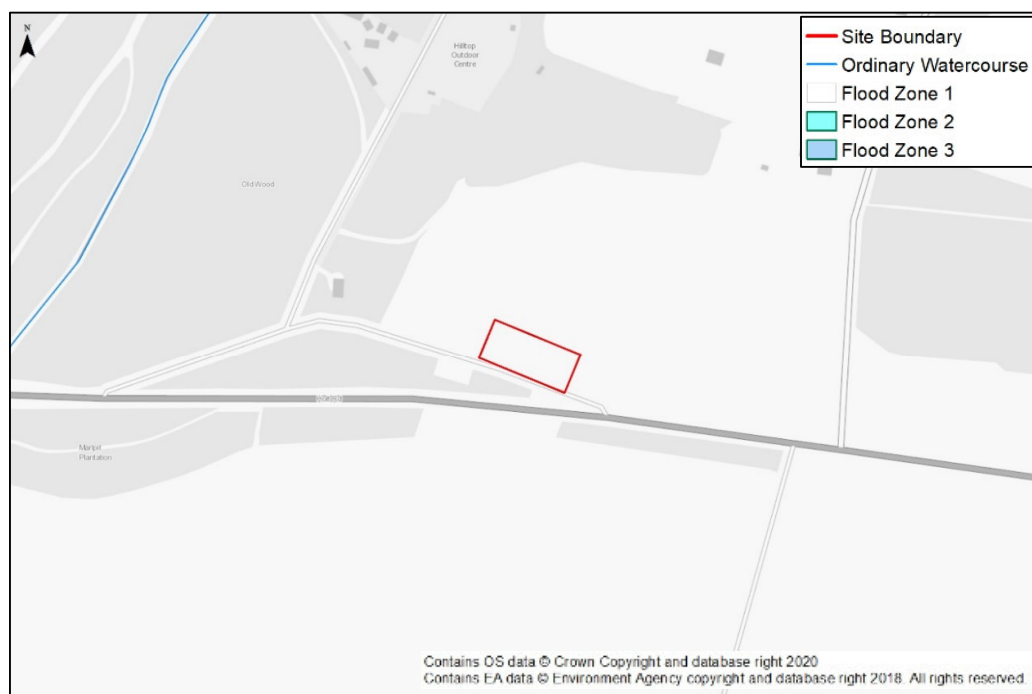 N
Hilltop
Outdoor
Centre
Site Boundary
Ordinary Watercourse
Flood Zone 1
Flood Zone 2
Flood Zone 3
Old Wood
Marlpit
Plantation
Contains OS data © Crown Copyright and database right 2020
Contains EA data © Environment Agency copyright and database right 2018. All rights reserved